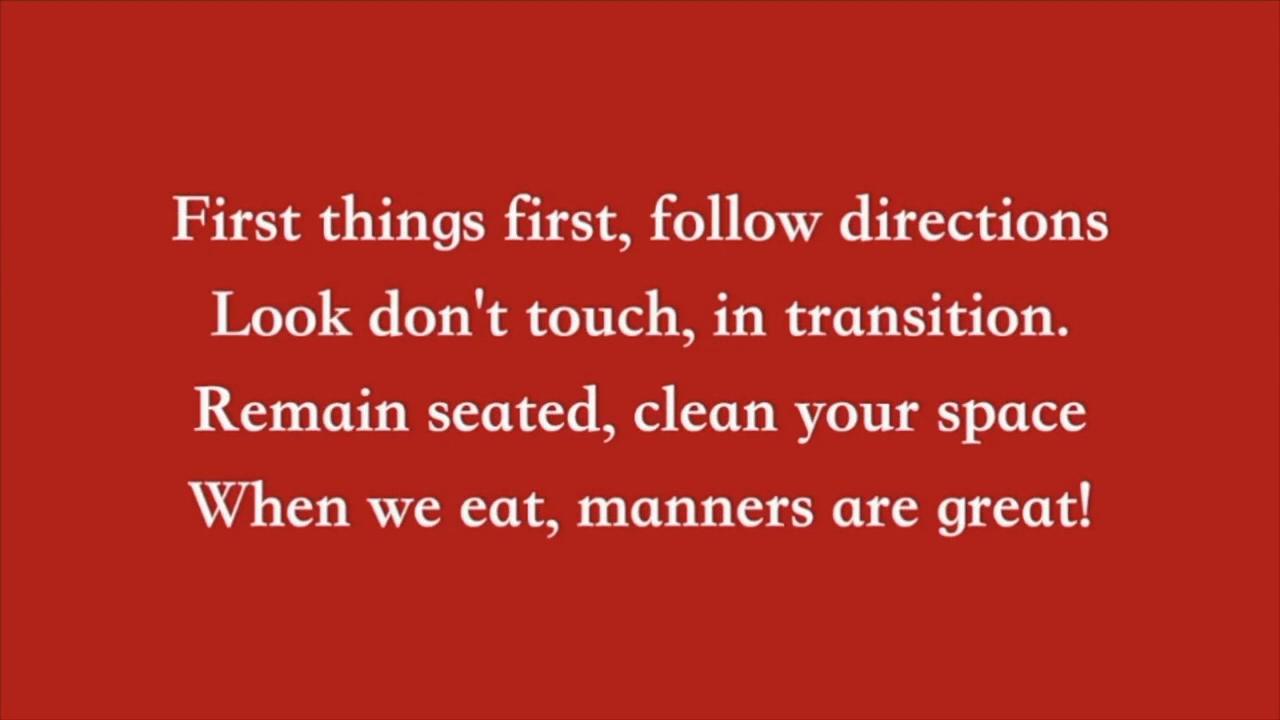 First things first, follow directions
Look don't touch, in transition.
Remain seated, clean your space
When we eat, manners are great!